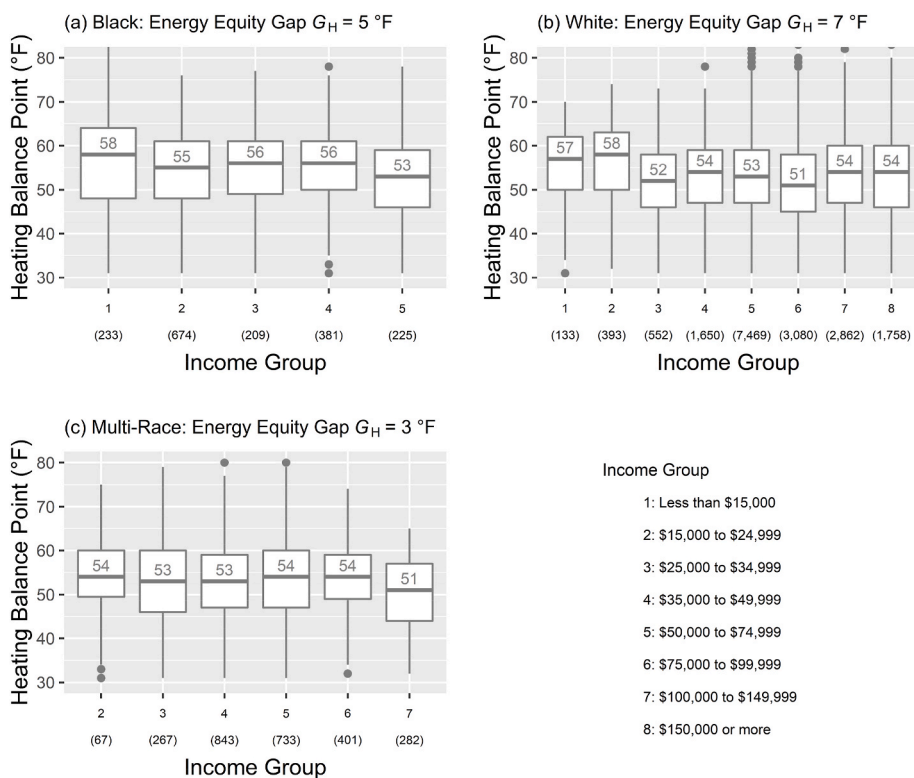 (a) Black: Energy Equity Gap G_H = 5 °F
Heating Balance Point (°F)
80
70
60
50
40
30
58
55
56
56
53
1 2 3 4 5
(233) (674) (209) (381) (225)
Income Group
(b) White: Energy Equity Gap G_H = 7 °F
Heating Balance Point (°F)
80
70
60
50
40
30
57
58
52
54
53
51
54
54
1 2 3 4 5 6 7 8
(133) (393) (552) (1,650) (7,469) (3,080) (2,862) (1,758)
Income Group
(c) Multi-Race: Energy Equity Gap G_H = 3 °F
Heating Balance Point (°F)
80
70
60
50
40
30
54
53
53
54
54
51
2 3 4 5 6 7
(67) (267) (843) (733) (401) (282)
Income Group
Income Group
1: Less than $15,000
2: $15,000 to $24,999
3: $25,000 to $34,999
4: $35,000 to $49,999
5: $50,000 to $74,999
6: $75,000 to $99,999
7: $100,000 to $149,999
8: $150,000 or more